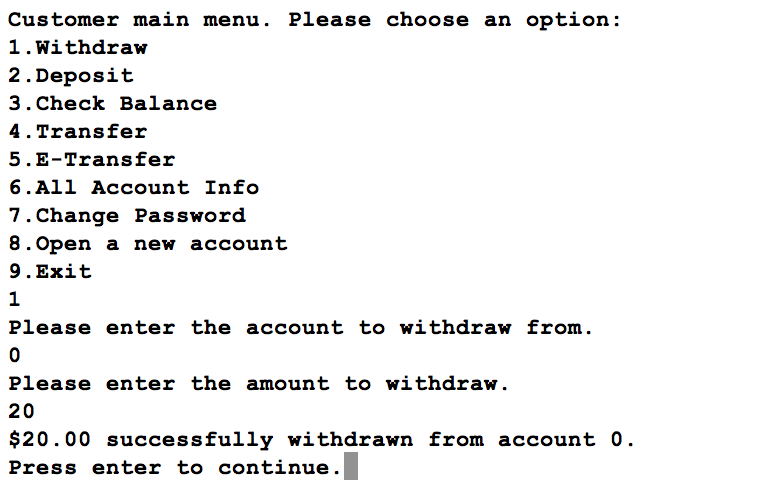 Customer main menu. Please choose an option:
1.Withdraw
2.Deposit
3.Check Balance
4.Transfer
5.E-Transfer
6.All Account Info
7.Change Password
8.Open a new account
9.Exit
1
Please enter the account to withdraw from.
0
Please enter the amount to withdraw.
20
$20.00 successfully withdrawn from account 0.
Press enter to continue.